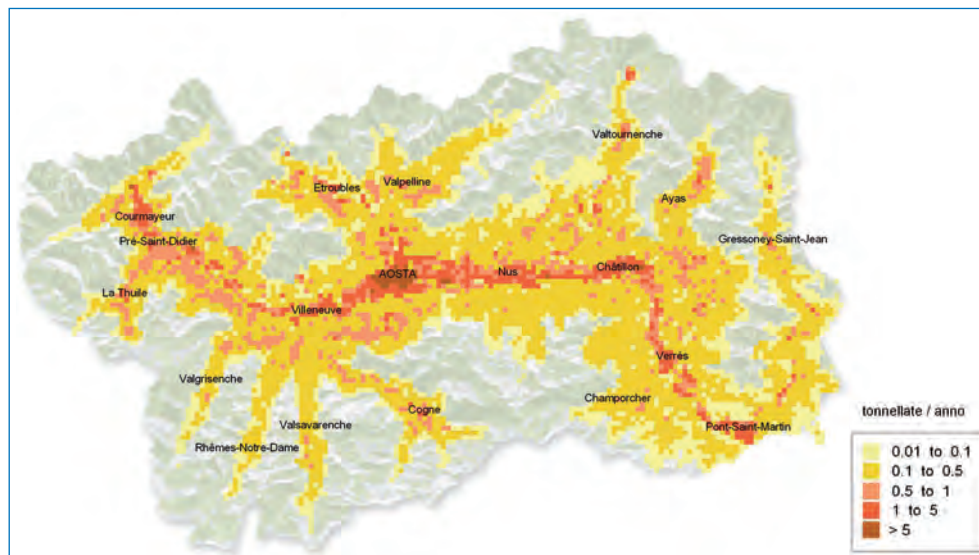 Valtournenche
Etroubles
Valpelline
Ayas
Courmayeur
Pré-Saint-Didier
Gressoney-Saint-Jean
AOSTA
Nus
Châtillon
La Thuile
Villeneuve
Verrès
Valgrisenche
Champorcher
Cogne
Valsavarenche
Pont-Saint-Martin
Rhêmes-Notre-Dame
tonnellate / anno
0.01 to 0.1
0.1 to 0.5
0.5 to 1
1 to 5
> 5